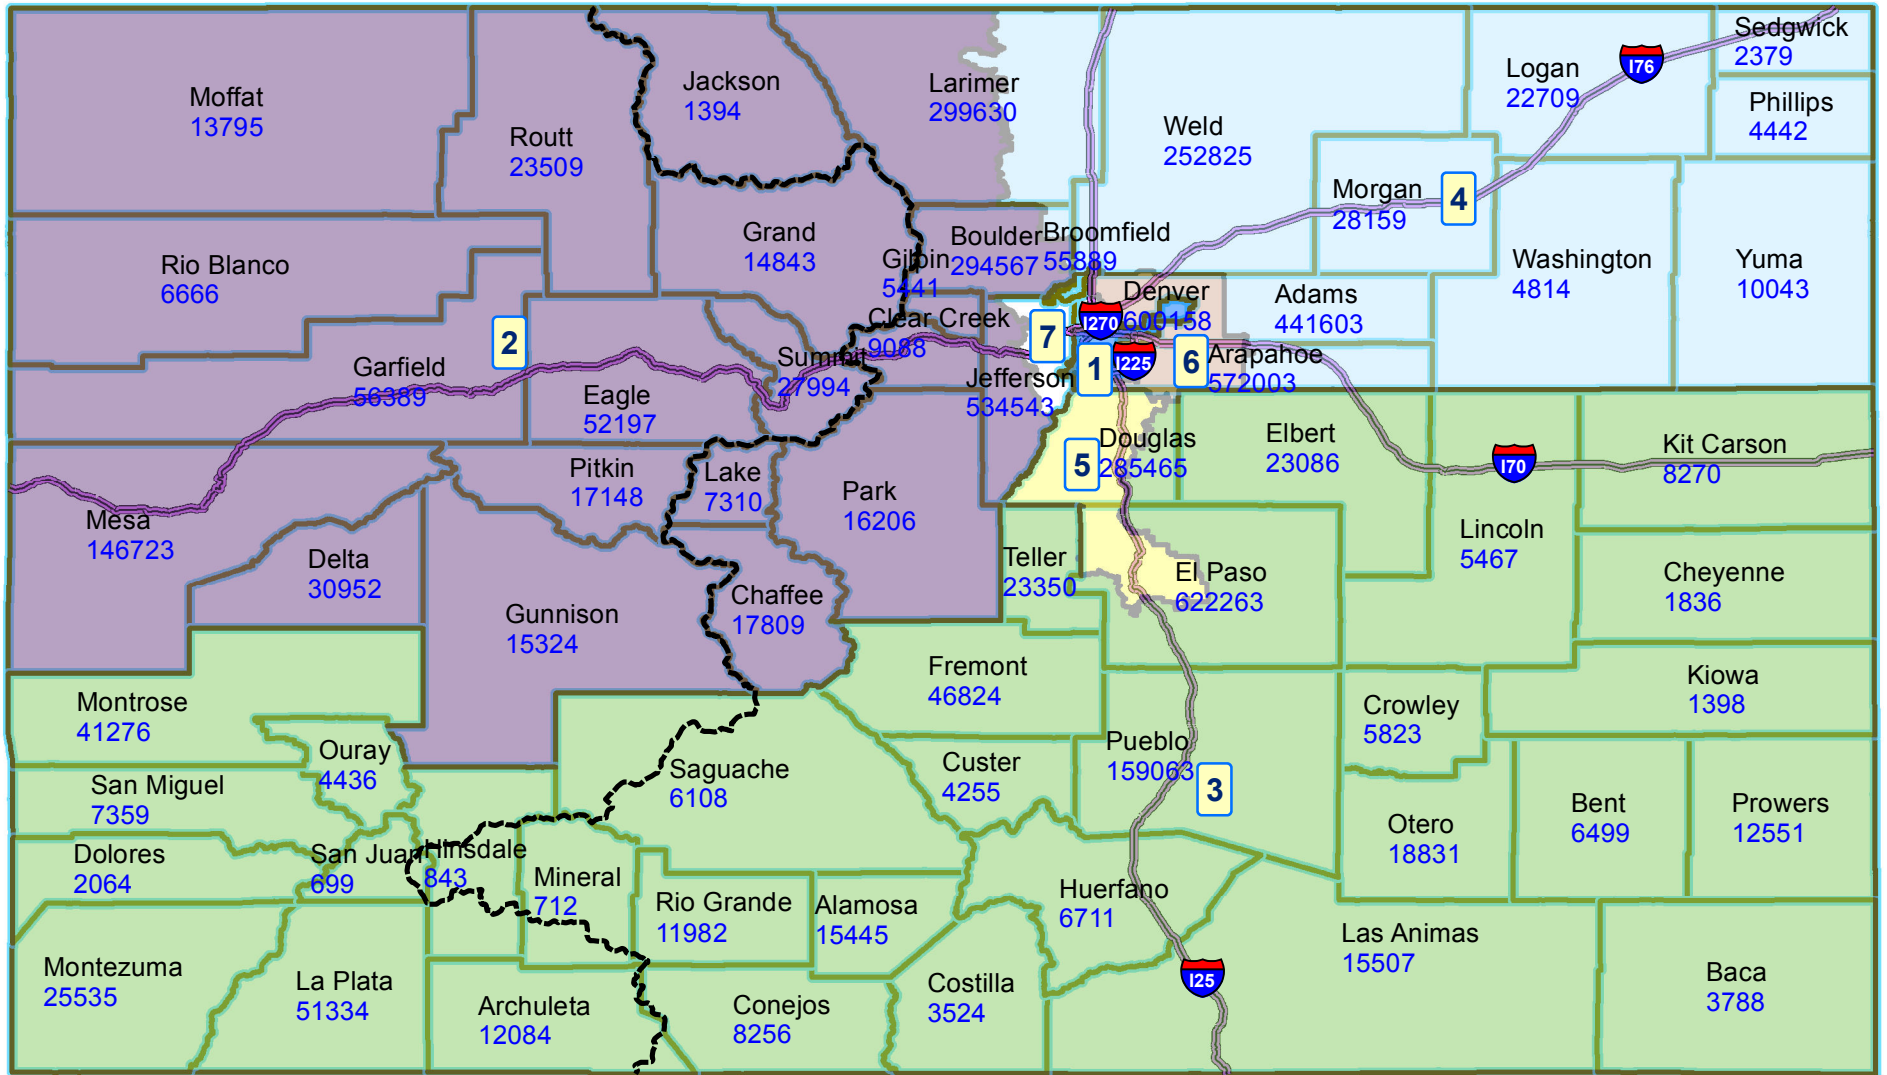 Moffat
13795
Routt
23509
Jackson
1394
Larimer
299630
Weld
252825
Logan
22709
I76
Sedgwick
2379
Phillips
4442
Morgan
28159
4
Washington
4814
Yuma
10043
Rio Blanco
6666
Grand
14843
Gilpin
5441
Boulder
294567
Broomfield
55889
Clear Creek
9088
Denver
600158
Adams
441603
I270
7
I225
1
6
Arapahoe
572003
2
Garfield
56389
Eagle
52197
Summit
27994
Jefferson
534543
Douglas
285465
5
Elbert
23086
I70
Kit Carson
8270
Mesa
146723
Delta
30952
Pitkin
17148
Lake
7310
Park
16206
Teller
23350
El Paso
622263
Lincoln
5467
Cheyenne
1836
Gunnison
15324
Chaffee
17809
Fremont
46824
Kiowa
1398
Montrose
41276
Ouray
4436
Saguache
6108
Custer
4255
Pueblo
159063
3
Crowley
5823
San Miguel
7359
Otero
18831
Bent
6499
Prowers
12551
Dolores
2064
San Juan
699
Hinsdale
843
Mineral
712
Rio Grande
11982
Alamosa
15445
Huerfano
6711
Las Animas
15507
Montezuma
25535
La Plata
51334
Archuleta
12084
Conejos
8256
Costilla
3524
I25
Baca
3788